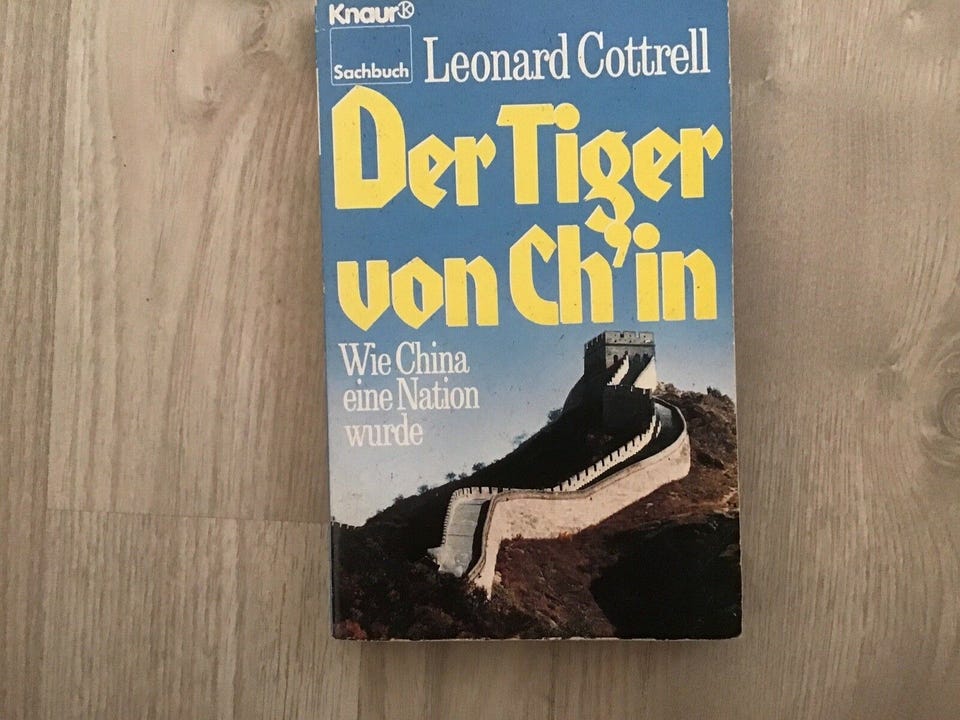 Knaur
Sachbuch
Leonard Cottrell
Der Tiger
von Ch'in
Wie China
eine Nation
wurde